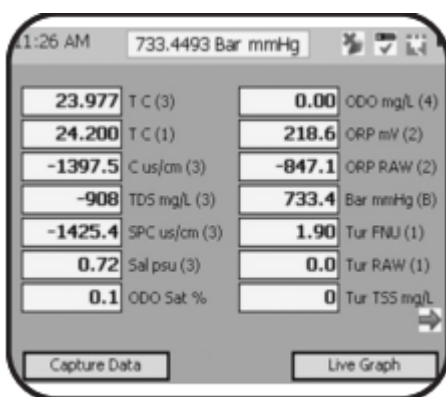 11:26 AM 733.4493 Bar mmHg
23.977 T C (3) 0.00 ODO mg/L (4)
24.200 T C (1) 218.6 ORP mV (2)
-1397.5 C us/cm (3) -847.1 ORP RAW (2)
-908 TDS mg/L (3) 733.4 Bar mmHg (B)
-1425.4 SPC us/cm (3) 1.90 Tur FNU (1)
0.72 Sal psu (3) 0.0 Tur RAW (1)
0.1 ODO Sat % 0 Tur TSS mg/L
Capture Data Live Graph